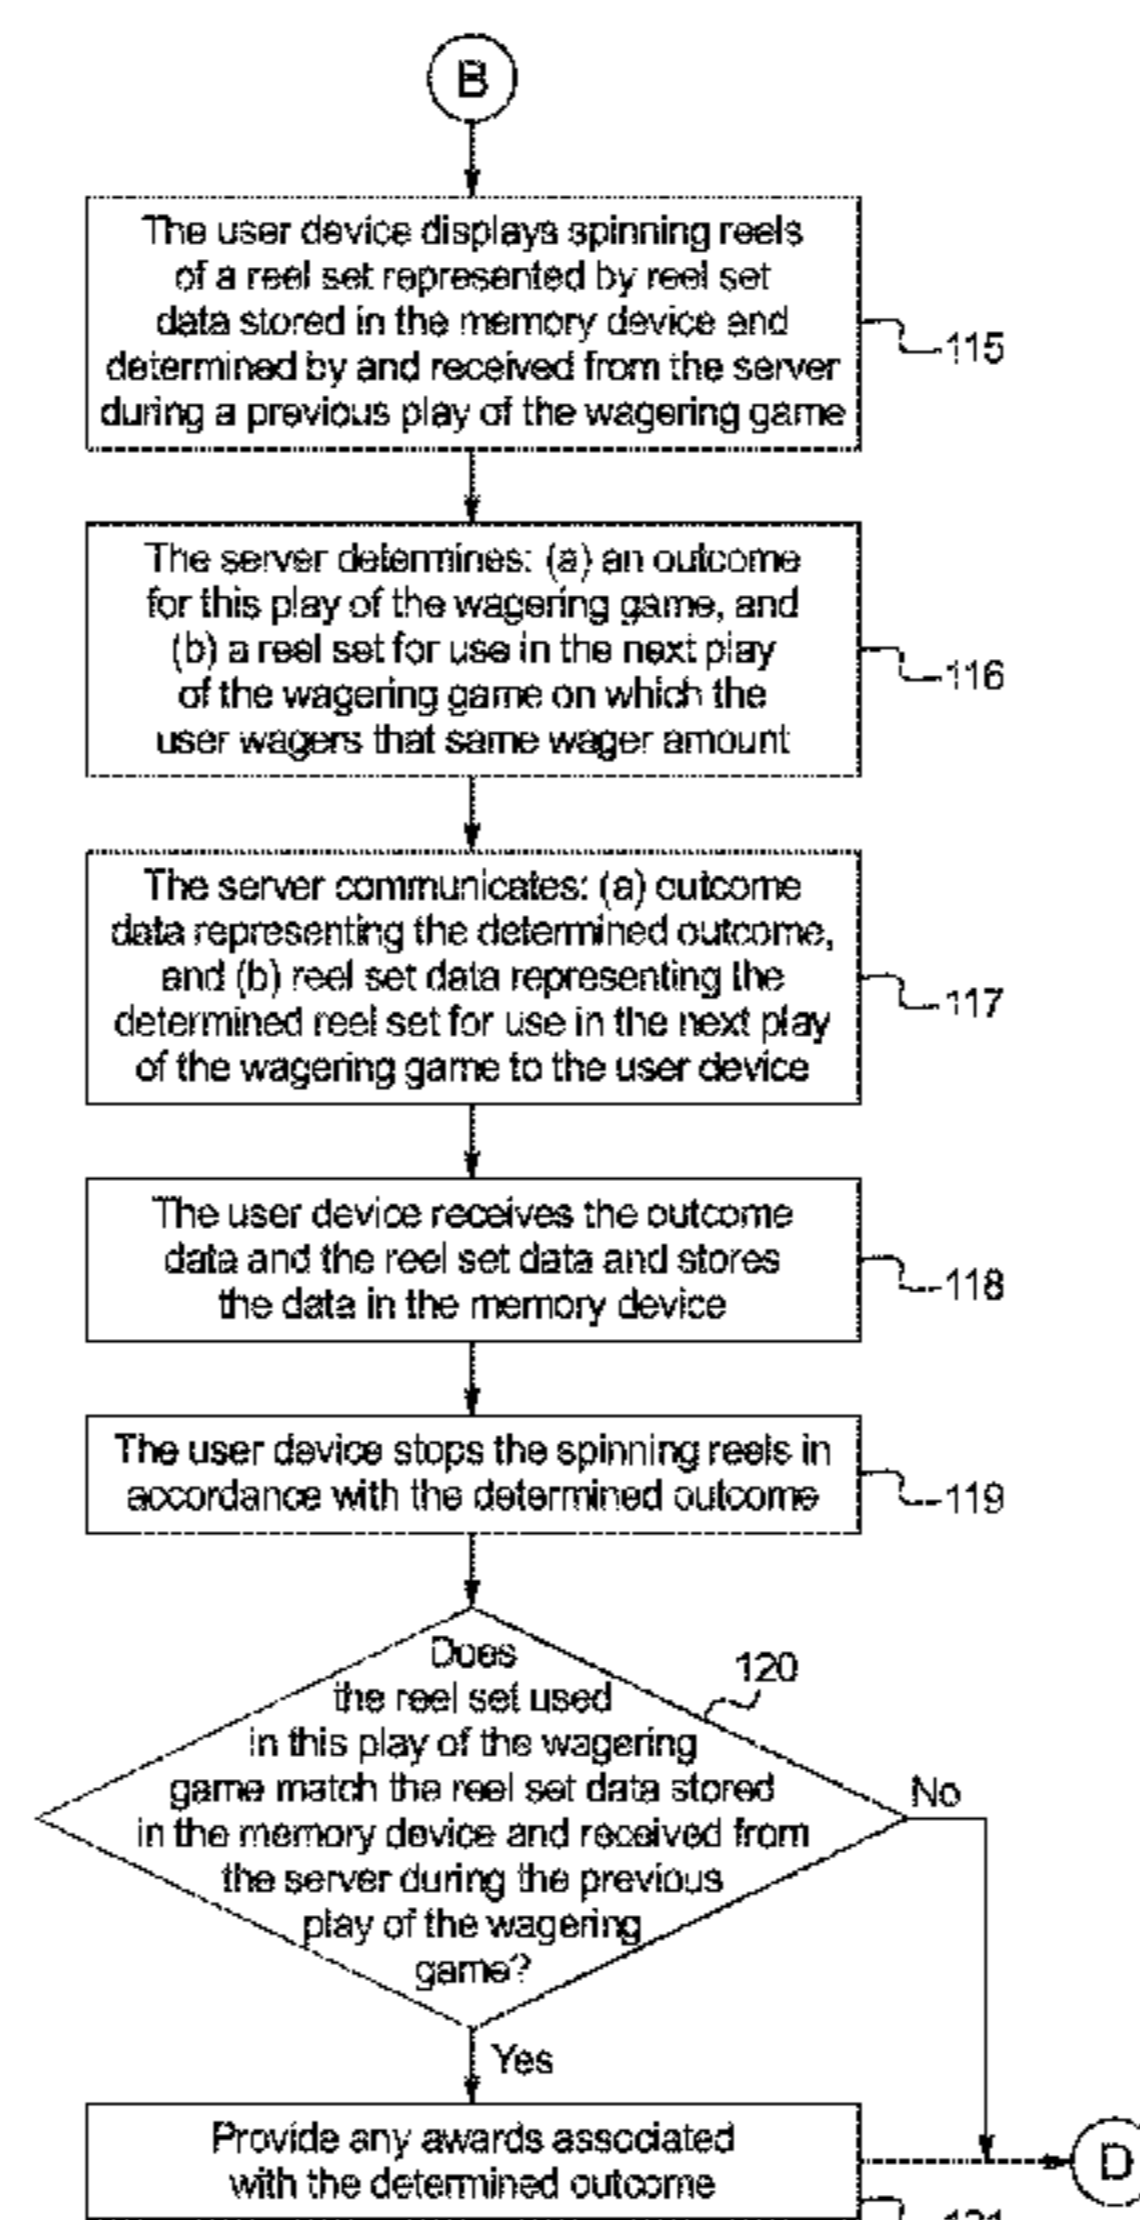 B
The user device displays spinning reels
of a reel set represented by reel set
data stored in the memory device and
determined by and received from the server
during a previous play of the wagering game
115
The server determines: (a) an outcome
for this play of the wagering game, and
(b) a reel set for use in the next play
of the wagering game on which the
user wagers that same wager amount
116
The server communicates: (a) outcome
data representing the determined outcome,
and (b) reel set data representing the
determined reel set for use in the next play
of the wagering game to the user device
117
The user device receives the outcome
data and the reel set data and stores
the data in the memory device
118
The user device stops the spinning reels in
accordance with the determined outcome
119
Does
the reel set used
in this play of the wagering
game match the reel set data stored
in the memory device and received from
the server during the previous
play of the wagering
game?
120
No
Yes
Provide any awards associated
with the determined outcome
D